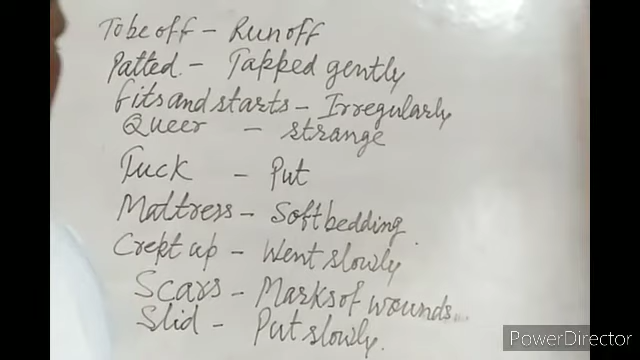 To be off - Run off
Patted. - Tapped gently
Fits and starts - Irregularly
Queer - strange
Tuck - Put
Mattress - Soft bedding.
Crept up - Went slowly
Scars - Marks of wounds...
Slid - Put slowly.
PowerDirector